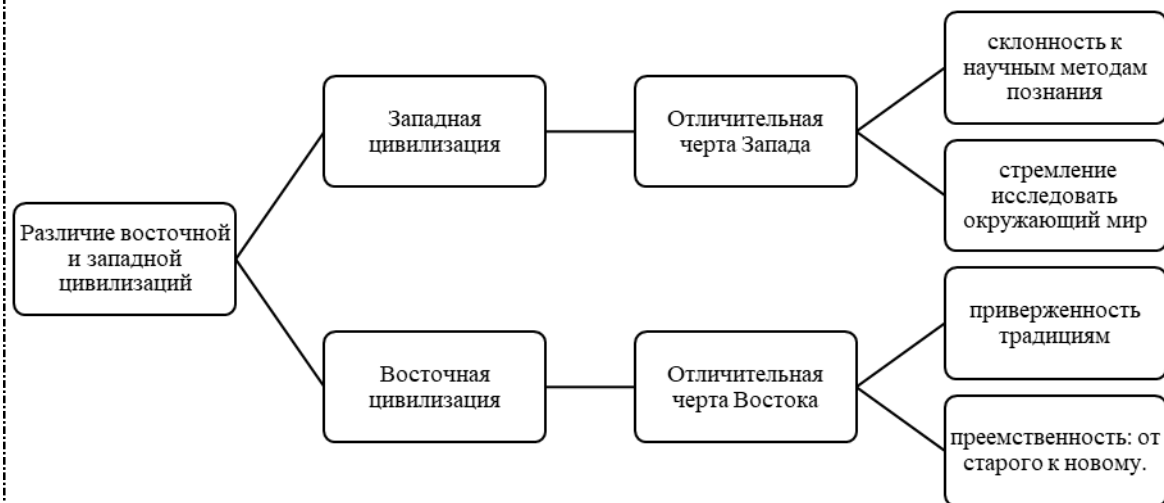 Различие восточной
и западной
цивилизаций
Западная
цивилизация
Отличительная
черта Запада
склонность к
научным методам
познания
стремление
исследовать
окружающий мир
Восточная
цивилизация
Отличительная
черта Востока
приверженность
традициям
преемственность: от
старого к новому.